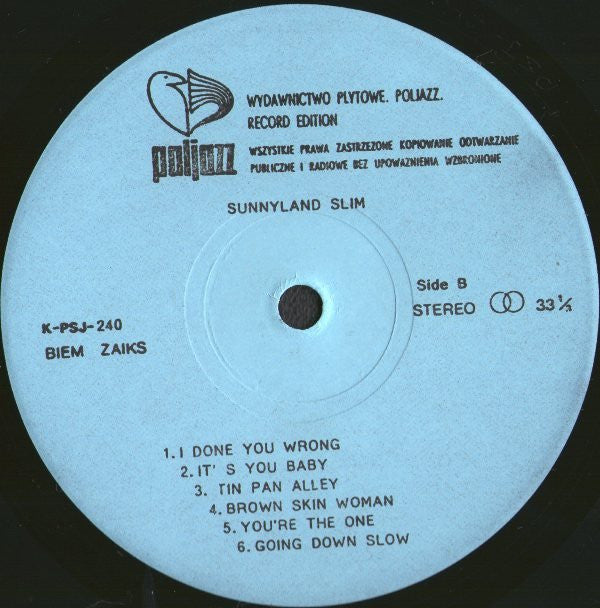 WYDAWNICTWO PLYTOWE. POLJAZZ.
RECORD EDITION
poljazz
WSZYSTKIE PRAWA ZASTRZEZONE KOPIOWANIE ODTWARZANIE
PUBLICZNE I RADIOWE BEZ UPOWAZNIENIA WZBRONIONE
SUNNYLAND SLIM
Side B
STEREO 33 1/3
K-PSJ-240
BIEM ZAIKS
1. I DONE YOU WRONG
2. IT' S YOU BABY
3. TIN PAN ALLEY
4. BROWN SKIN WOMAN
5. YOU'RE THE ONE
6. GOING DOWN SLOW